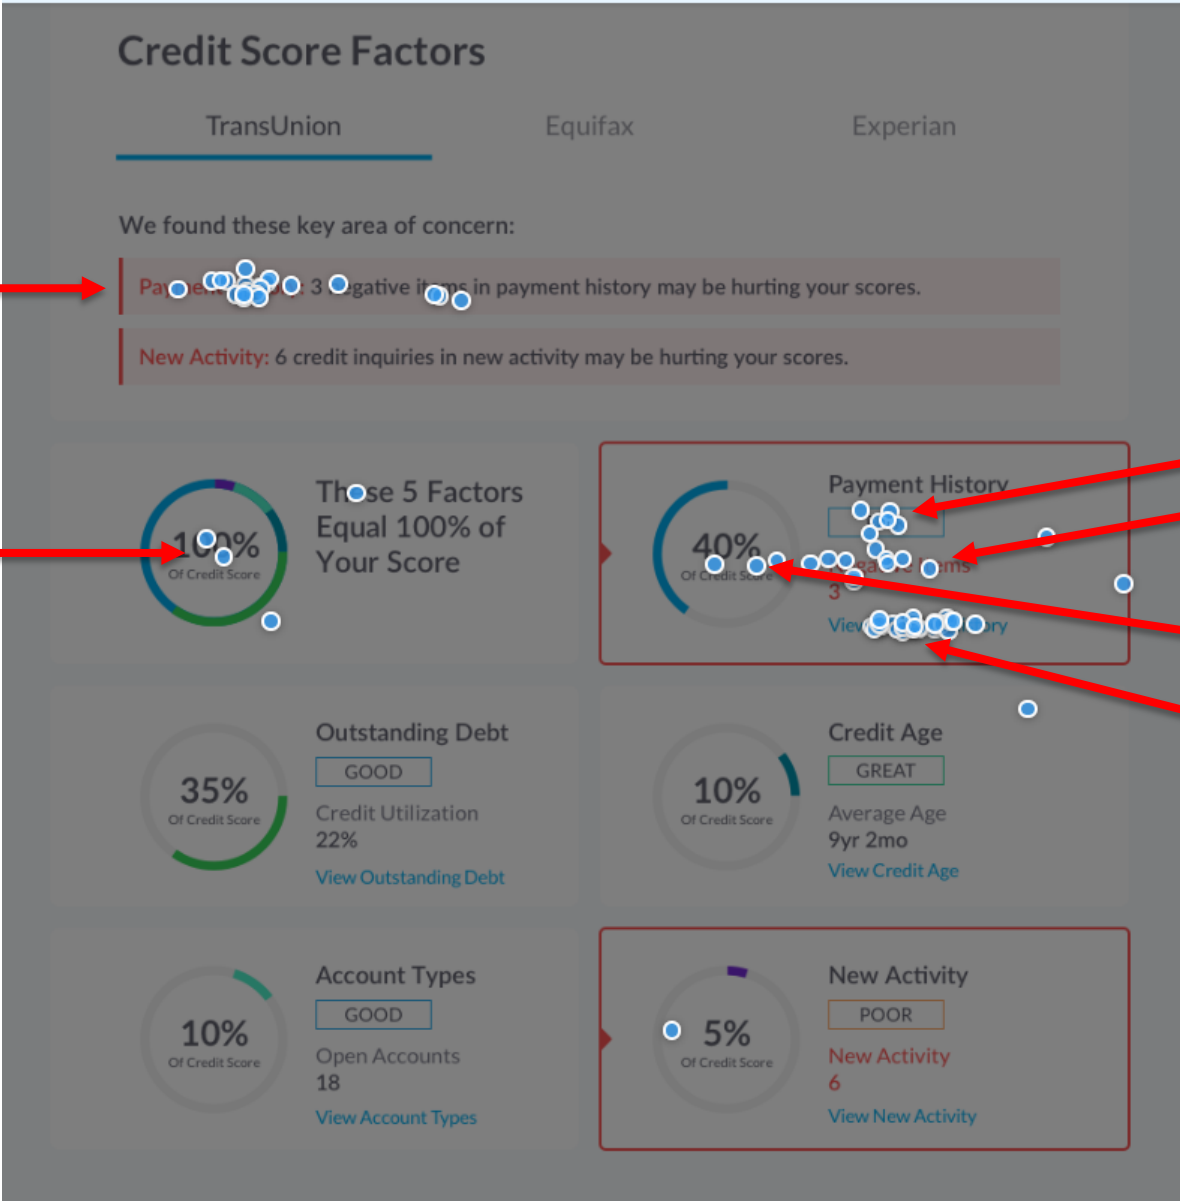 Credit Score Factors
TransUnion
Equifax
Experian
We found these key area of concern:
3 negative items in payment history may be hurting your scores.
New Activity: 6 credit inquiries in new activity may be hurting your scores.
100%
Of Credit Score
These 5 Factors
Equal 100% of
Your Score
40%
Of Credit Score
Payment History
Items
3
View
35%
Of Credit Score
Outstanding Debt
GOOD
Credit Utilization
22%
View Outstanding Debt
10%
Of Credit Score
Credit Age
GREAT
Average Age
9yr 2mo
View Credit Age
10%
Of Credit Score
Account Types
GOOD
Open Accounts
18
View Account Types
5%
Of Credit Score
New Activity
POOR
New Activity
6
View New Activity